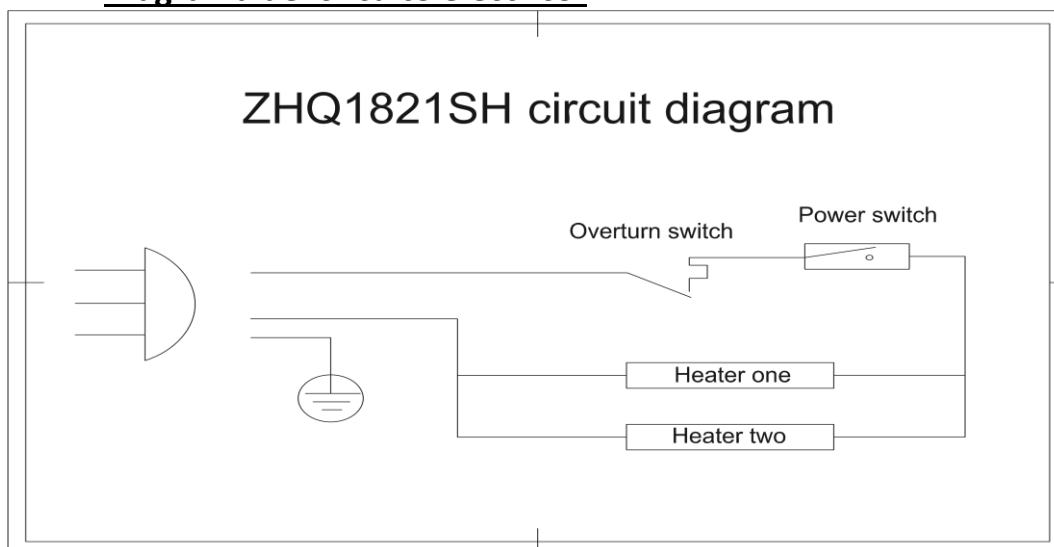 ZHQ1821SH circuit diagram
Power switch
Overturn switch
Heater one
Heater two